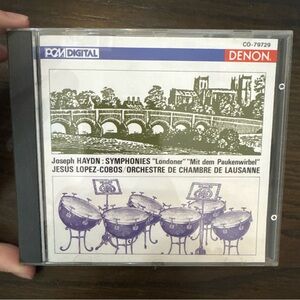 CO-79729
PCM DIGITAL
DENON
Joseph HAYDN: SYMPHONIES "Londoner" "Mit dem Paukenwirbel"
JESÚS LOPEZ-COBOS/ORCHESTRE DE CHAMBRE DE LAUSANNE